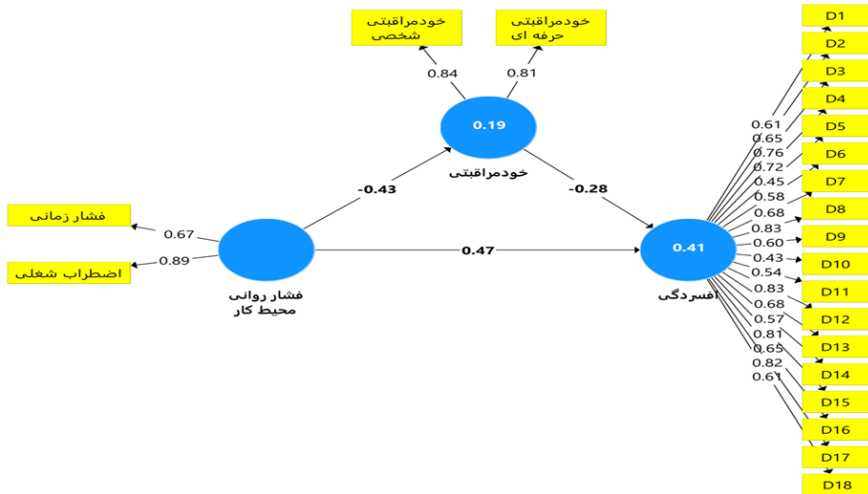 خودمراقبتی
شخصی
خودمراقبتی
حرفه ای
0.84
0.81
0.19
خودمراقبتی
-0.43
-0.28
فشار زمانی
0.67
اضطراب شغلی
0.89
فشار روانی
محیط کار
0.47
0.41
افسردگی
0.61
0.65
0.76
0.72
0.45
0.58
0.68
0.83
0.60
0.43
0.54
0.83
0.68
0.57
0.81
0.65
0.82
0.61
D1
D2
D3
D4
D5
D6
D7
D8
D9
D10
D11
D12
D13
D14
D15
D16
D17
D18